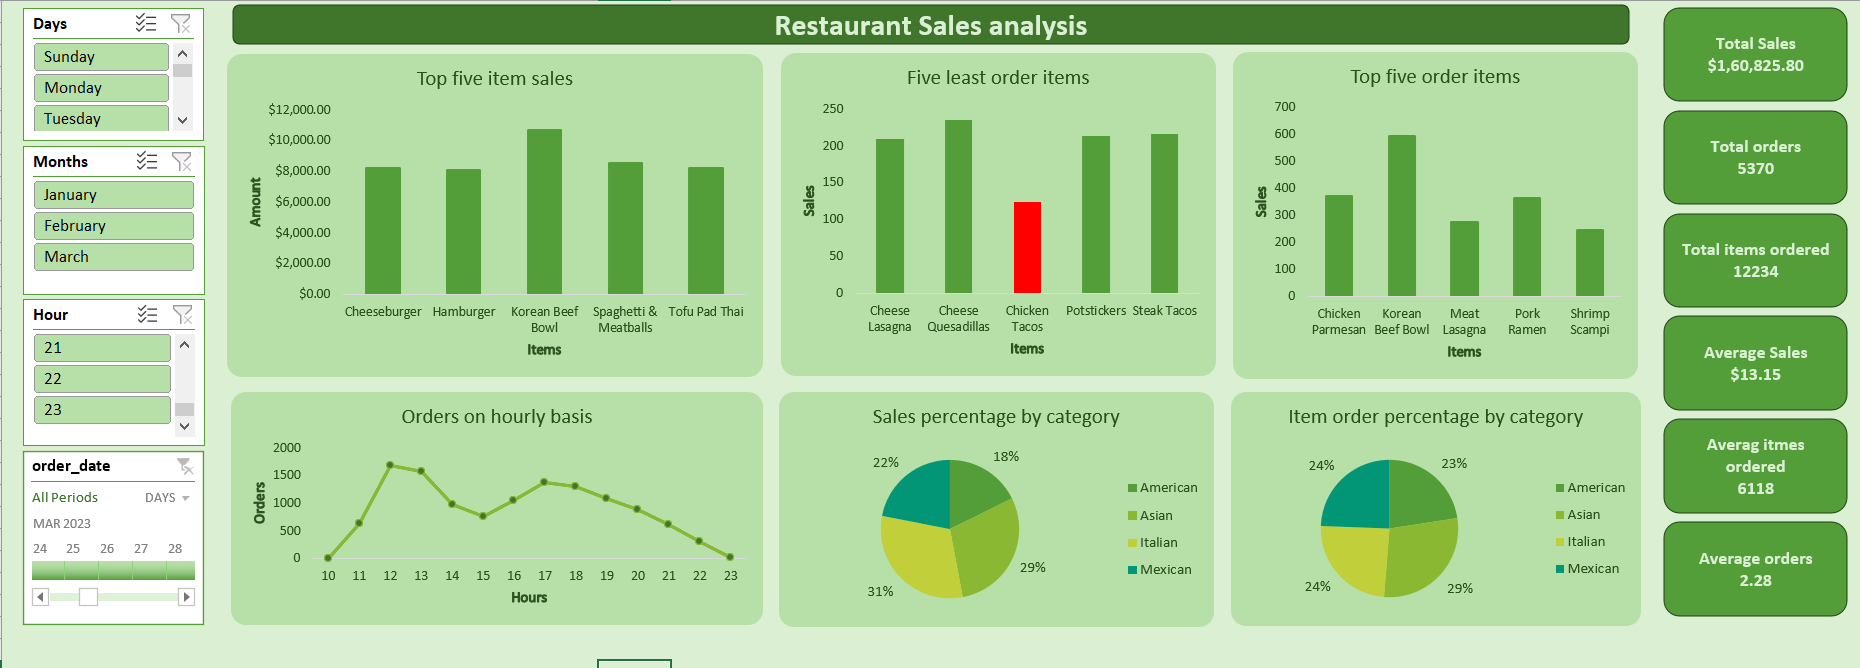 Days
Sunday
Monday
Tuesday
Months
January
February
March
Hour
21
22
23
order_date
All Periods DAYS
MAR 2023
24 25 26 27 28
Restaurant Sales analysis
Top five item sales
$12,000.00
$10,000.00
$8,000.00
$6,000.00
$4,000.00
$2,000.00
$0.00
Amount
Cheeseburger Hamburger Korean Beef Spaghetti & Tofu Pad Thai
Bowl Meatballs
Items
Five least order items
250
200
150
100
50
0
Sales
Cheese Cheese Chicken Potstickers Steak Tacos
Lasagna Quesadillas Tacos
Items
Top five order items
700
600
500
400
300
200
100
0
Sales
Chicken Korean Meat Pork Shrimp
Parmesan Beef Bowl Lasagna Ramen Scampi
Items
Orders on hourly basis
2000
1500
1000
500
0
Orders
10 11 12 13 14 15 16 17 18 19 20 21 22 23
Hours
Sales percentage by category
22% 18%
31% 29%
American
Asian
Italian
Mexican
Item order percentage by category
24% 23%
24% 29%
American
Asian
Italian
Mexican
Total Sales
$1,60,825.80
Total orders
5370
Total items ordered
12234
Average Sales
$13.15
Averag itmes
ordered
6118
Average orders
2.28